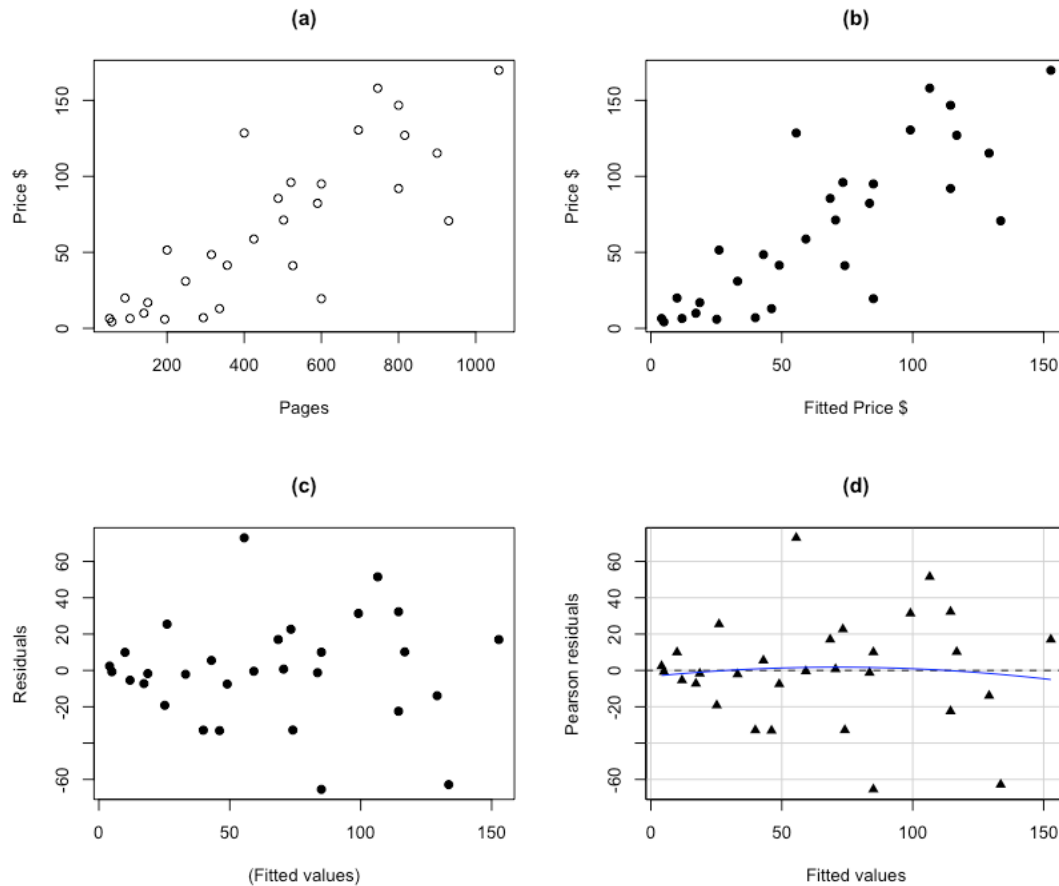 (a)
Price $
150
100
50
0
200 400 600 800 1000
Pages
(b)
Price $
150
100
50
0
0 50 100 150
Fitted Price $
(c)
Residuals
60
40
20
0
-20
-60
0 50 100 150
(Fitted values)
(d)
Pearson residuals
60
40
20
0
-20
-60
0 50 100 150
Fitted values